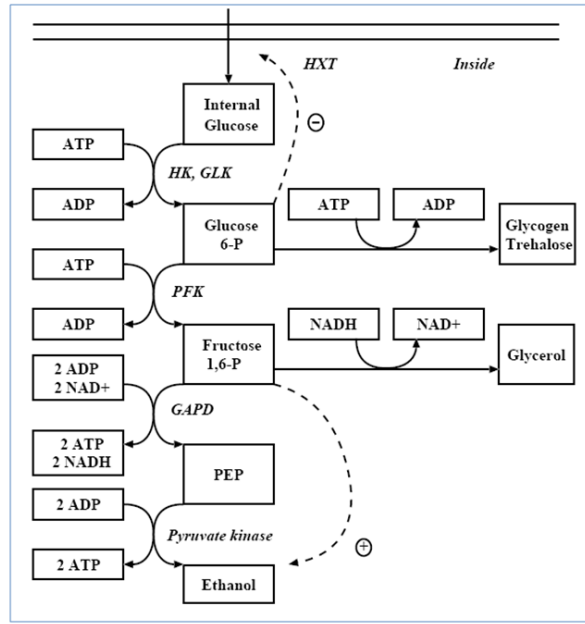 HXT
Inside
Internal
Glucose
−
ATP
HK, GLK
ADP
Glucose
6-P
ATP
ADP
Glycogen
Trehalose
ATP
PFK
ADP
Fructose
1,6-P
NADH
NAD+
Glycerol
2 ADP
2 NAD+
GAPD
2 ATP
2 NADH
PEP
2 ADP
Pyruvate kinase
+
2 ATP
Ethanol